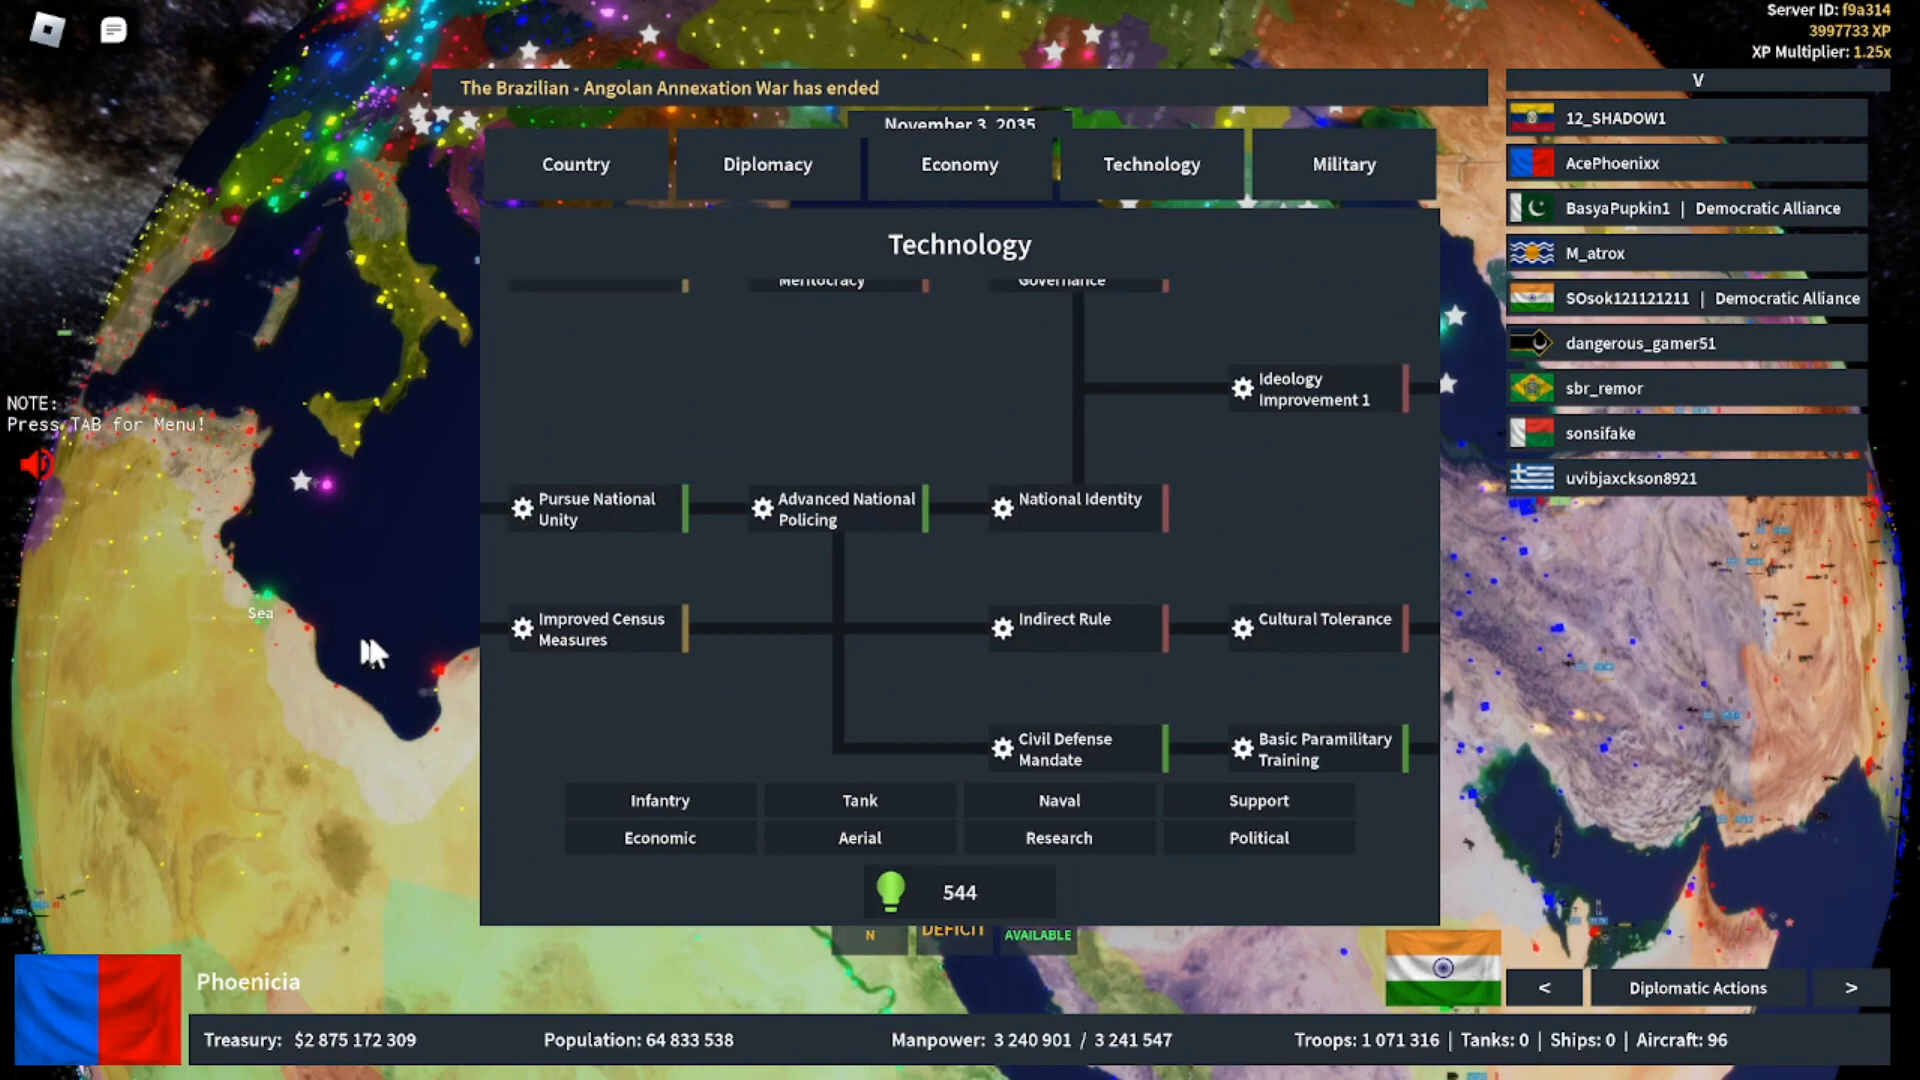 Server ID: f9a314
3997733 XP
XP Multiplier: 1.25x
The Brazilian - Angolan Annexation War has ended
V
November 3, 2035
Country
Diplomacy
Economy
Technology
Military
12_SHADOW1
AcePhoenixx
BasyaPupkin1 | Democratic Alliance
M_atrox
SOsok121121211 | Democratic Alliance
dangerous_gamer51
sbr_remor
sonsifake
uvibjaxckson8921
Technology
Meritocracy
Governance
Ideology
Improvement 1
NOTE:
Press TAB for Menu!
Pursue National
Unity
Advanced National
Policing
National Identity
Sea
Improved Census
Measures
Indirect Rule
Cultural Tolerance
Civil Defense
Mandate
Basic Paramilitary
Training
Infantry
Tank
Naval
Support
Economic
Aerial
Research
Political
544
N
DEFICIT
AVAILABLE
Phoenicia
<
Diplomatic Actions
>
Treasury: $2 875 172 309
Population: 64 833 538
Manpower: 3 240 901 / 3 241 547
Troops: 1 071 316 | Tanks: 0 | Ships: 0 | Aircraft: 96